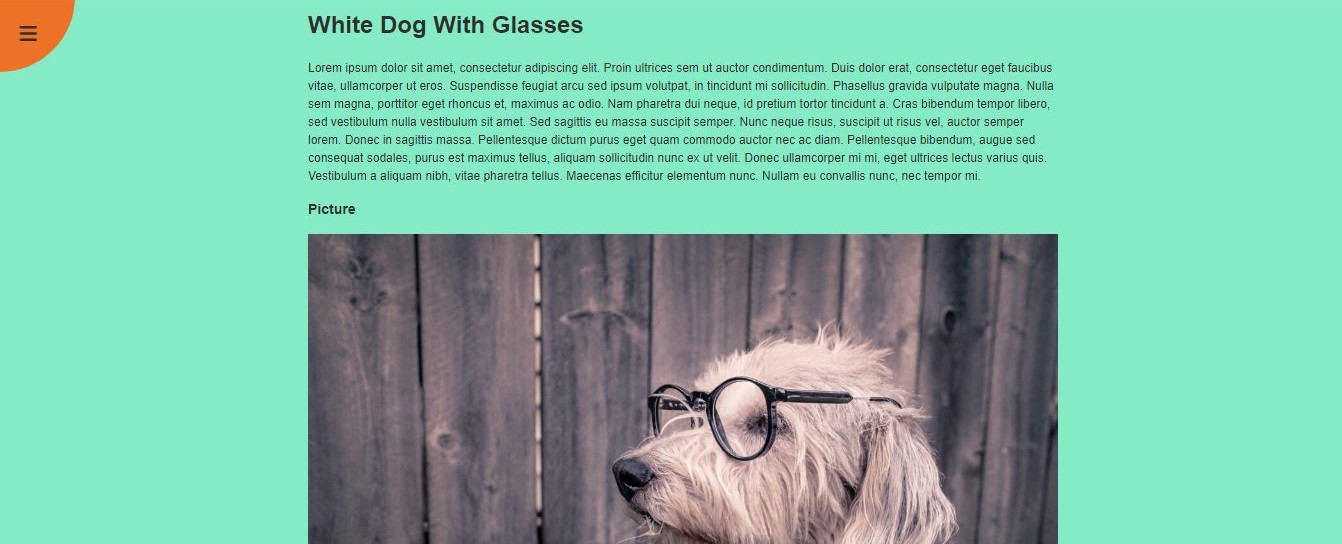 White Dog With Glasses
Lorem ipsum dolor sit amet, consectetur adipiscing elit. Proin ultrices sem ut auctor condimentum. Duis dolor erat, consectetur eget faucibus
vitae, ullamcorper ut eros. Suspendisse feugiat arcu sed ipsum volutpat, in tincidunt mi sollicitudin. Phasellus gravida vulputate magna. Nulla
sem magna, porttitor eget rhoncus et, maximus ac odio. Nam pharetra dui neque, id pretium tortor tincidunt a. Cras bibendum tempor libero,
sed vestibulum nulla vestibulum sit amet. Sed sagittis eu massa suscipit semper. Nunc neque risus, suscipit ut risus vel, auctor semper
lorem. Donec in sagittis massa. Pellentesque dictum purus eget quam commodo auctor nec ac diam. Pellentesque bibendum, augue sed
consequat sodales, purus est maximus tellus, aliquam sollicitudin nunc ex ut velit. Donec ullamcorper mi mi, eget ultrices lectus varius quis.
Vestibulum a aliquam nibh, vitae pharetra tellus. Maecenas efficitur elementum nunc. Nullam eu convallis nunc, nec tempor mi.
Picture